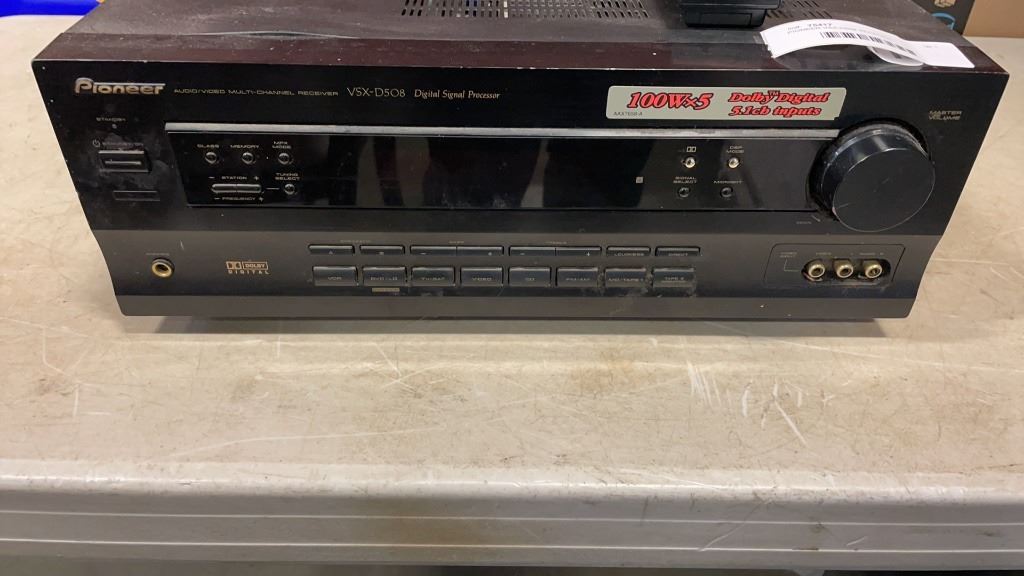 Pioneer
AUDIO/VIDEO MULTI-CHANNEL RECEIVER VSX-D508 Digital Signal Processor
100W×5 Dolby Digital
5.1ch inputs
MASTER
VOLUME
STANDBY
CLASS MEMORY MPX
MODE
STATION
TUNING
SELECT
- FREQUENCY +
DSP
MODE
SIGNAL
SELECT
MIDNIGHT
LOUDNESS DIRECT
DOLBY
DIGITAL
VCR DVD/LD TV/SAT VIDEO CD FM/AM MD/TAPE 1 TAPE 2